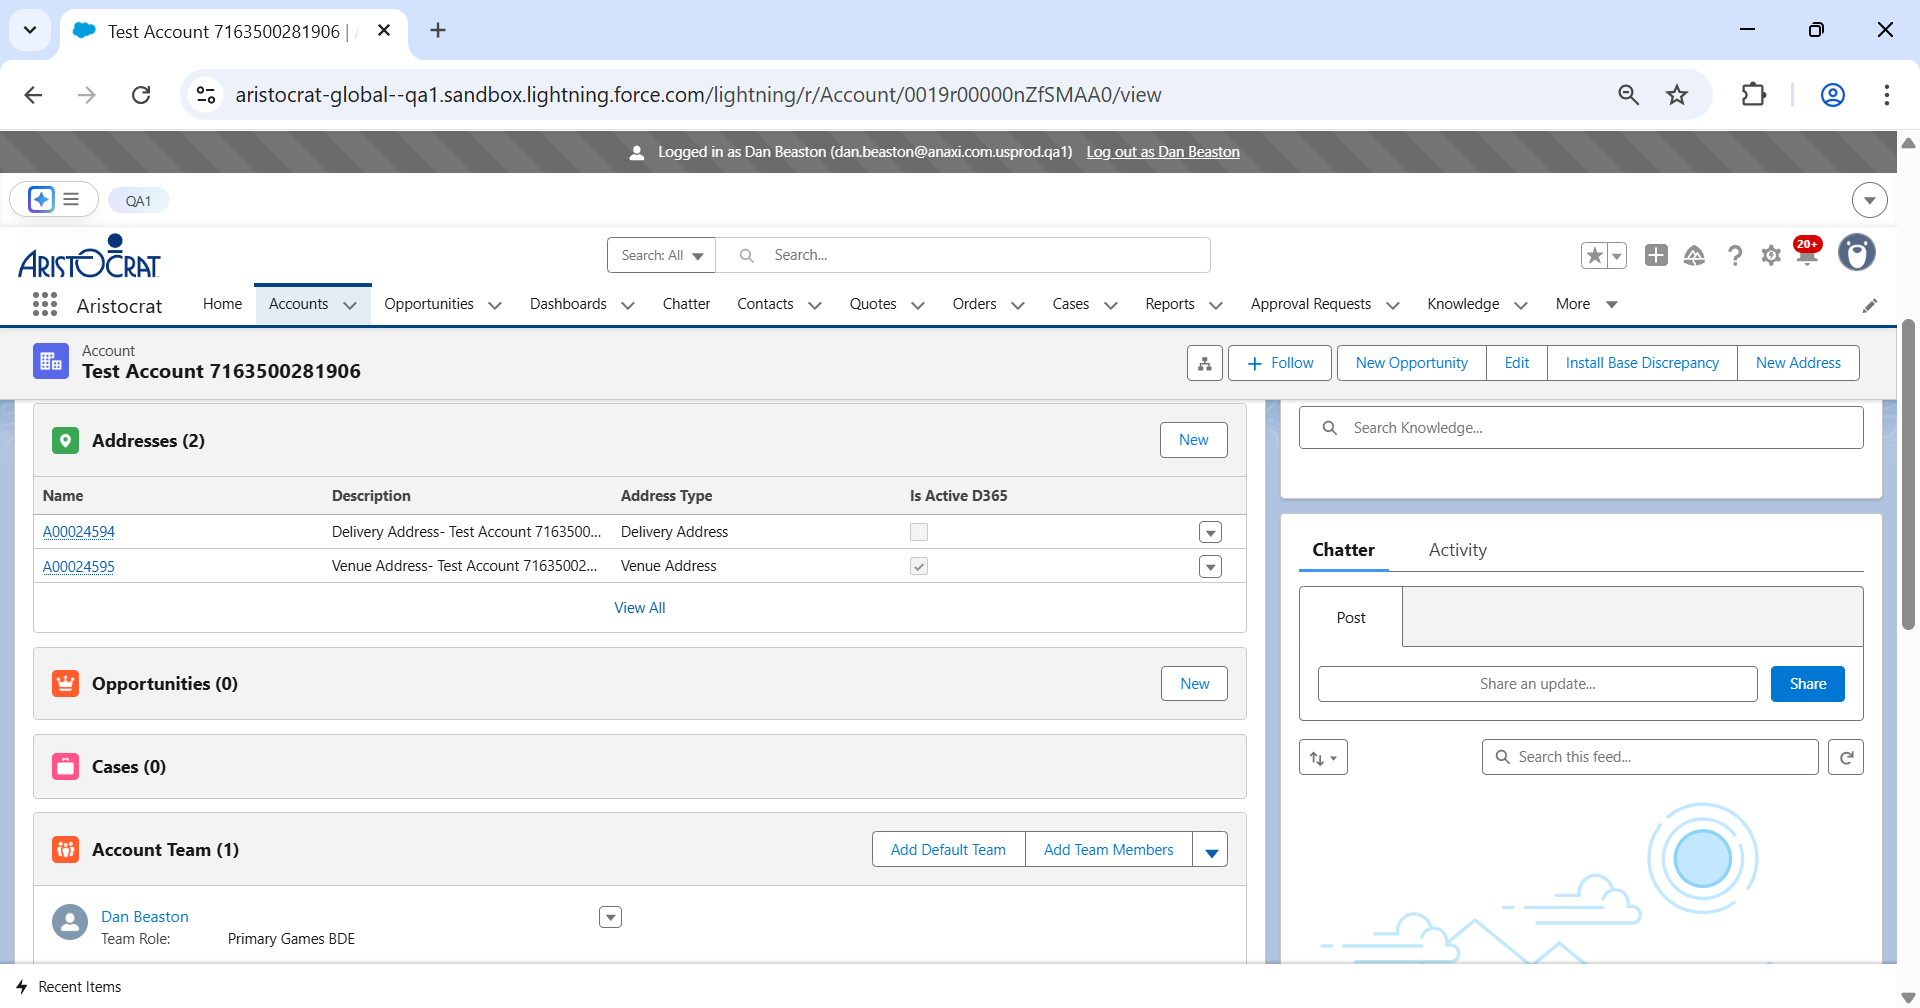 Test Account 7163500281906 |
aristocrat-global--qa1.sandbox.lightning.force.com/lightning/r/Account/0019r00000nZfSMAA0/view
Logged in as Dan Beaston (dan.beaston@anaxi.com.usprod.qa1) Log out as Dan Beaston
QA1
ARISTOCRAT
Search: All Search...
20+
Aristocrat Home Accounts Opportunities Dashboards Chatter Contacts Quotes Orders Cases Reports Approval Requests Knowledge More
Account
Test Account 7163500281906
Follow New Opportunity Edit Install Base Discrepancy New Address
Addresses (2) New
Name Description Address Type Is Active D365
A00024594 Delivery Address- Test Account 7163500... Delivery Address
A00024595 Venue Address- Test Account 71635002... Venue Address
View All
Opportunities (0) New
Cases (0)
Account Team (1) Add Default Team Add Team Members
Dan Beaston
Team Role: Primary Games BDE
Search Knowledge...
Chatter Activity
Post
Share an update... Share
Search this feed...
Recent Items